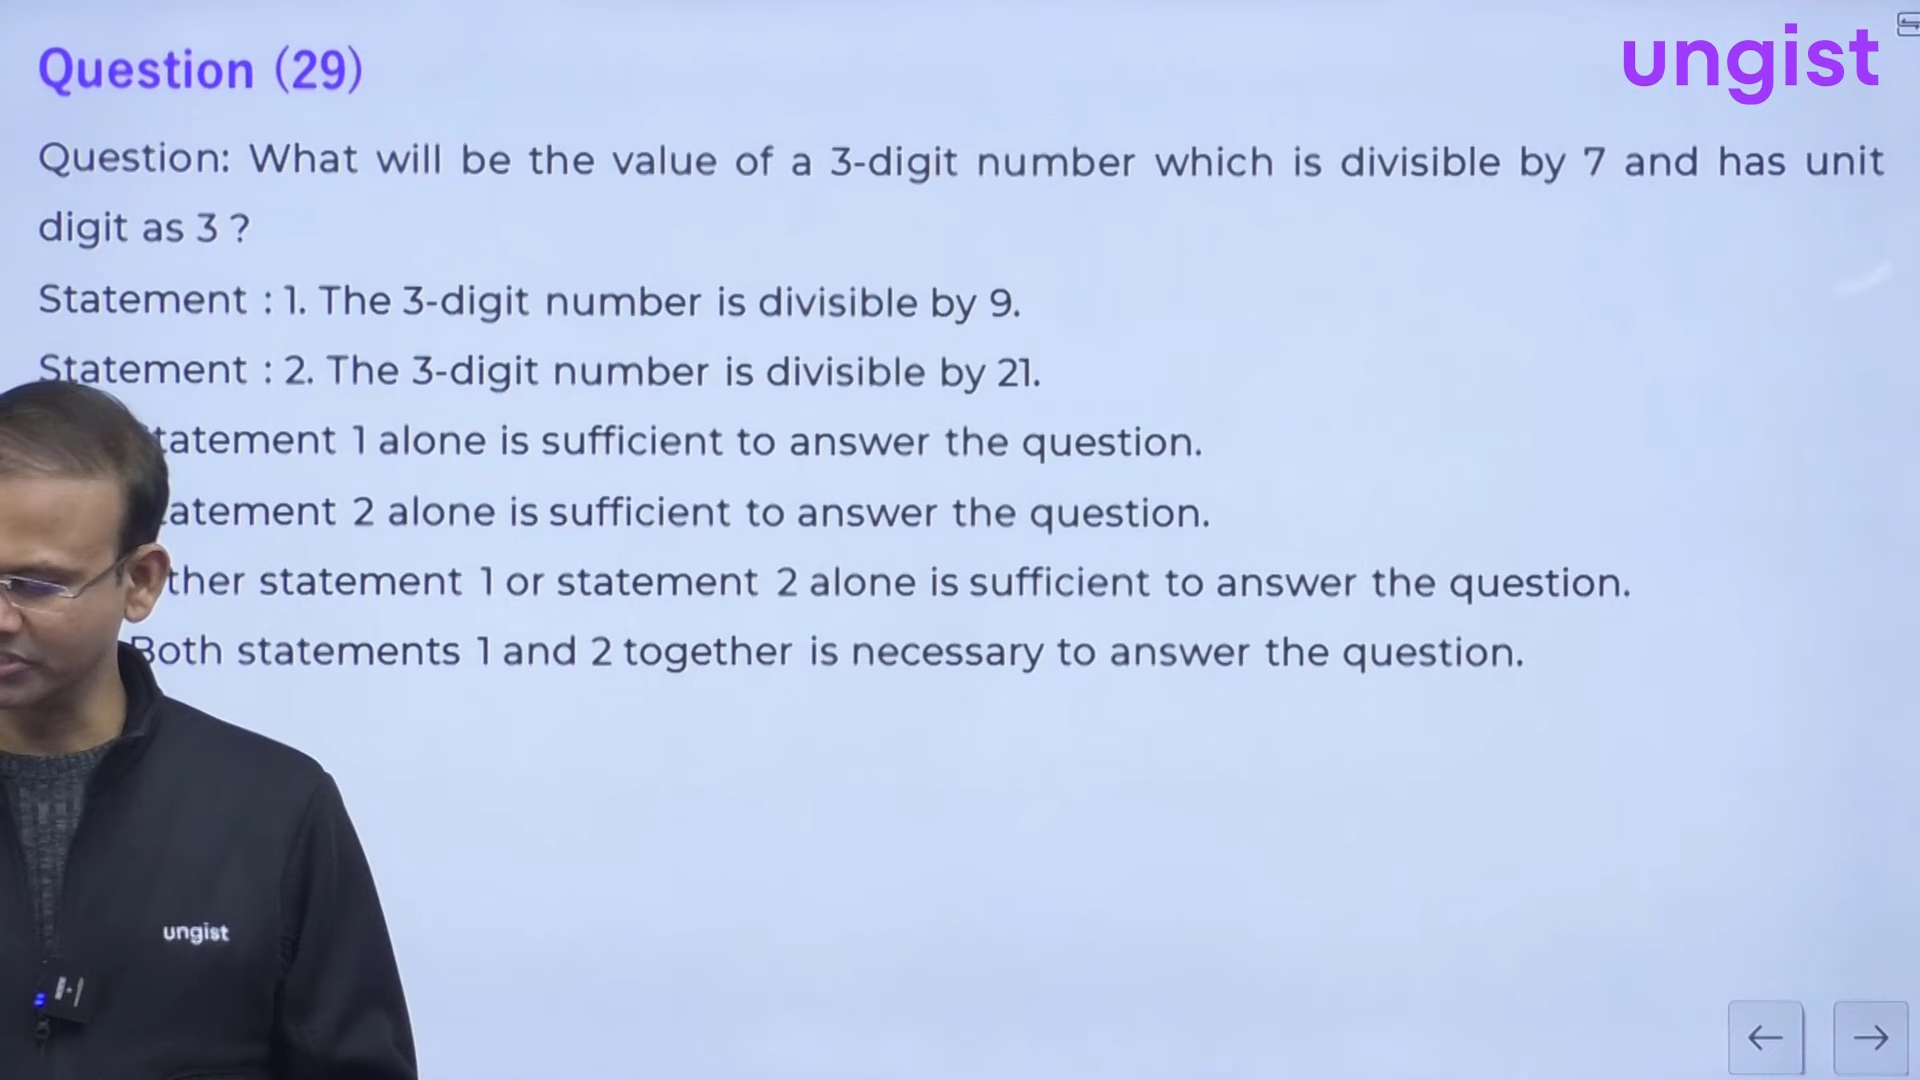 Question (29)
ungist
Question: What will be the value of a 3-digit number which is divisible by 7 and has unit
digit as 3 ?
Statement : 1. The 3-digit number is divisible by 9.
Statement : 2. The 3-digit number is divisible by 21.
tatement 1 alone is sufficient to answer the question.
atement 2 alone is sufficient to answer the question.
ther statement 1 or statement 2 alone is sufficient to answer the question.
Both statements 1 and 2 together is necessary to answer the question.
ungist